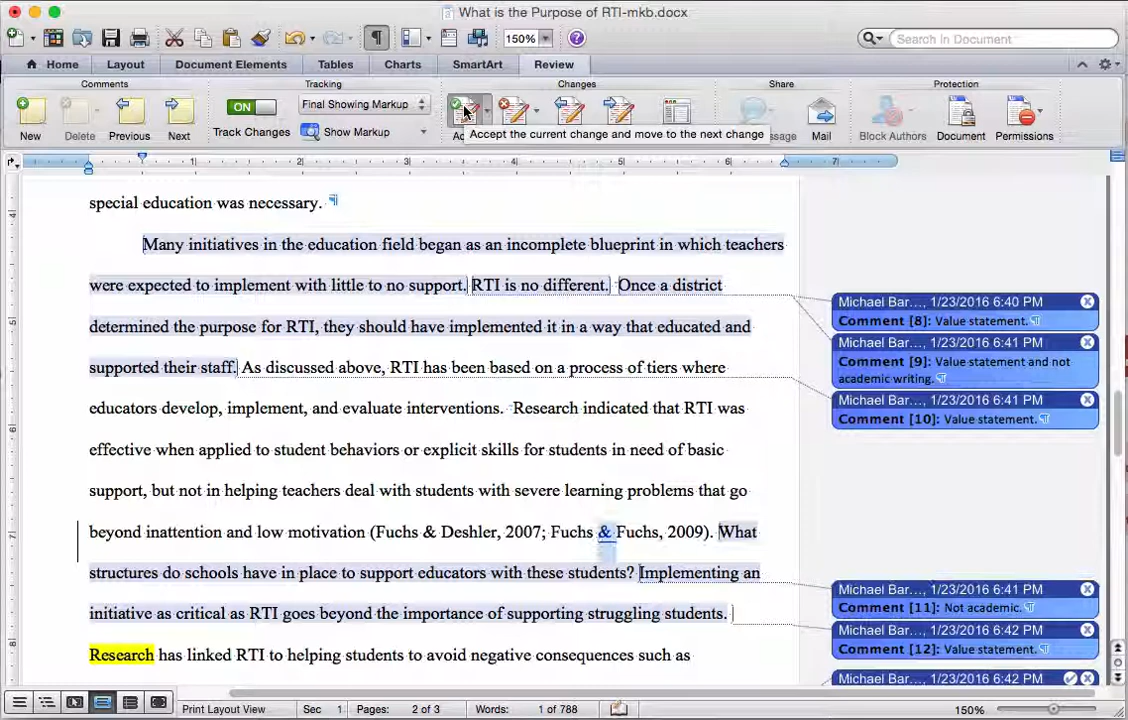 What is the Purpose of RTI-mkb.docx
150%
Search in Document
Home Layout Document Elements Tables Charts SmartArt Review
Comments Tracking Changes Share Protection
ON Final Showing Markup
New Delete Previous Next Track Changes Show Markup Mail Block Authors Document Permissions
Accept the current change and move to the next change
1 2 3 4 5 6 7
special education was necessary. ¶
Many initiatives in the education field began as an incomplete blueprint in which teachers
were expected to implement with little to no support. RTI is no different. Once a district
determined the purpose for RTI, they should have implemented it in a way that educated and
supported their staff. As discussed above, RTI has been based on a process of tiers where
educators develop, implement, and evaluate interventions. Research indicated that RTI was
effective when applied to student behaviors or explicit skills for students in need of basic
support, but not in helping teachers deal with students with severe learning problems that go
beyond inattention and low motivation (Fuchs & Deshler, 2007; Fuchs & Fuchs, 2009). What
structures do schools have in place to support educators with these students? Implementing an
initiative as critical as RTI goes beyond the importance of supporting struggling students.
Research has linked RTI to helping students to avoid negative consequences such as
Michael Bar..., 1/23/2016 6:40 PM
Comment [8]: Value statement. ¶
Michael Bar..., 1/23/2016 6:41 PM
Comment [9]: Value statement and not
academic writing. ¶
Michael Bar..., 1/23/2016 6:41 PM
Comment [10]: Value statement. ¶
Michael Bar..., 1/23/2016 6:41 PM
Comment [11]: Not academic. ¶
Michael Bar..., 1/23/2016 6:42 PM
Comment [12]: Value statement. ¶
Michael Bar..., 1/23/2016 6:42 PM
Print Layout View Sec 1 Pages: 2 of 3 Words: 1 of 788 150%